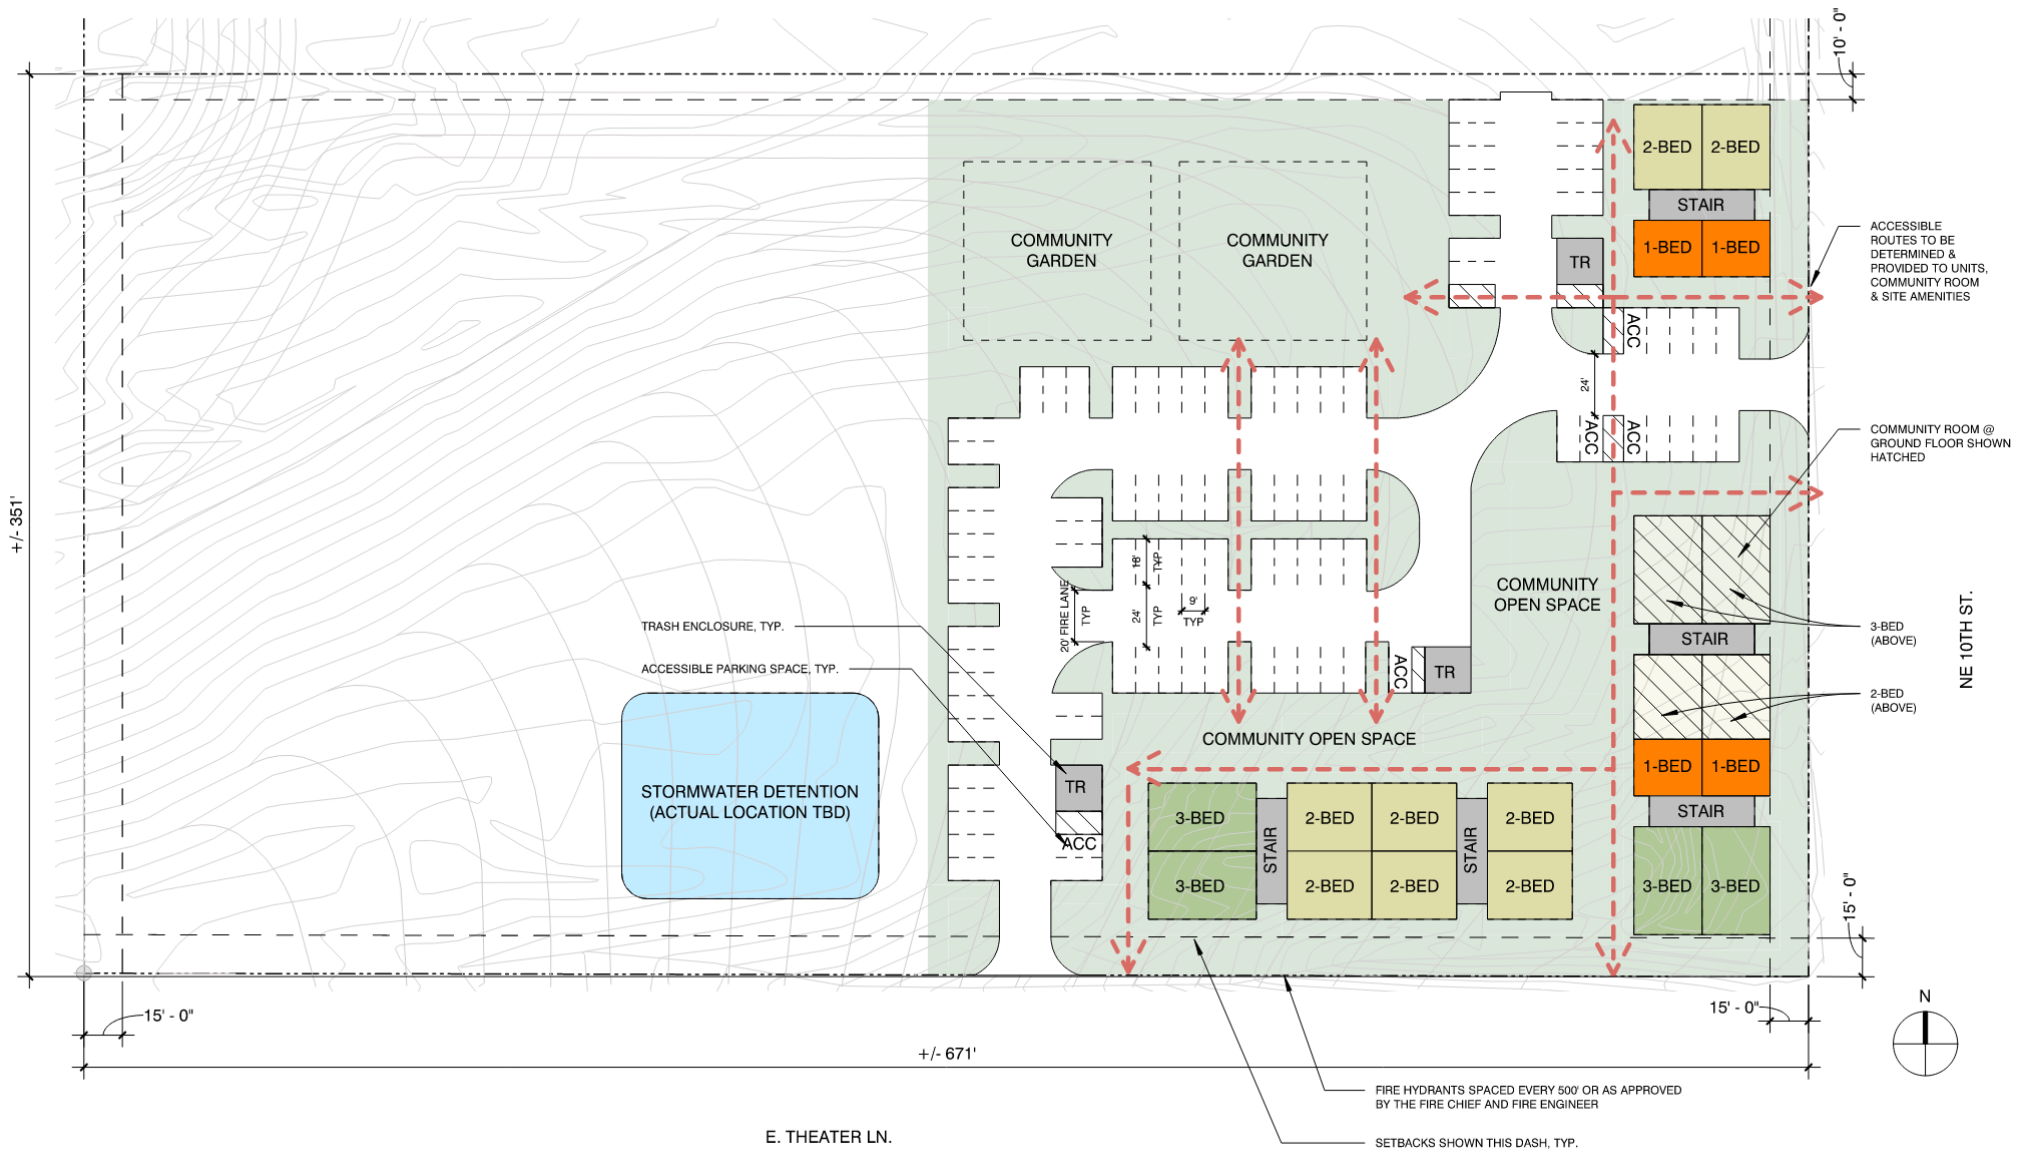 10' - 0"
2-BED 2-BED
STAIR
1-BED 1-BED
TR
COMMUNITY
GARDEN
COMMUNITY
GARDEN
ACCESSIBLE
ROUTES TO BE
DETERMINED &
PROVIDED TO UNITS,
COMMUNITY ROOM
& SITE AMENITIES
ACC
24'
ACC
ACC
COMMUNITY ROOM @
GROUND FLOOR SHOWN
HATCHED
+/- 351'
18'
TYP
20' FIRE LANE
TYP
24'
TYP
9'
TYP
COMMUNITY
OPEN SPACE
STAIR
3-BED
(ABOVE)
NE 10TH ST.
TRASH ENCLOSURE, TYP.
ACCESSIBLE PARKING SPACE, TYP.
ACC
TR
2-BED
(ABOVE)
COMMUNITY OPEN SPACE
1-BED 1-BED
STAIR
STORMWATER DETENTION
(ACTUAL LOCATION TBD)
TR
ACC
3-BED
STAIR
2-BED 2-BED
STAIR
2-BED
3-BED
2-BED 2-BED
2-BED
3-BED 3-BED
15' - 0"
15' - 0"
15' - 0"
N
+/- 671'
FIRE HYDRANTS SPACED EVERY 500' OR AS APPROVED
BY THE FIRE CHIEF AND FIRE ENGINEER
E. THEATER LN.
SETBACKS SHOWN THIS DASH, TYP.